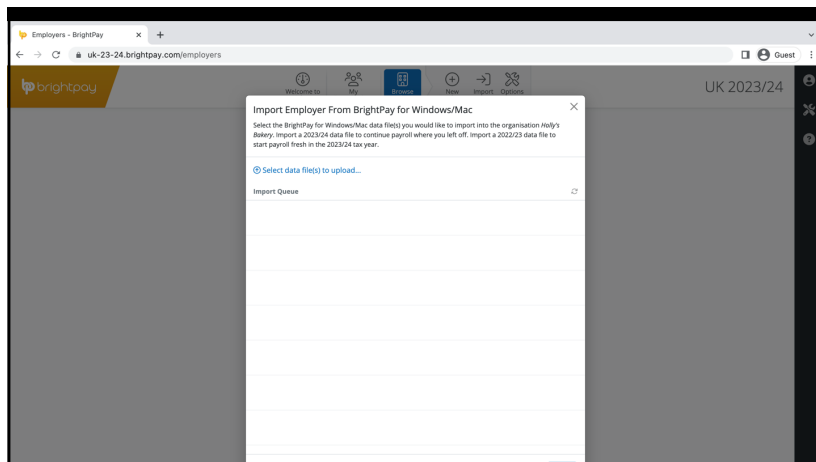 Employers - BrightPay
uk-23-24.brightpay.com/employers
Guest
brightpay
Welcome to
My
Browse
New
Import
Options
UK 2023/24
Import Employer From BrightPay for Windows/Mac
Select the BrightPay for Windows/Mac data file(s) you would like to import into the organisation Holly's
Bakery. Import a 2023/24 data file to continue payroll where you left off. Import a 2022/23 data file to
start payroll fresh in the 2023/24 tax year.
Select data file(s) to upload...
Import Queue